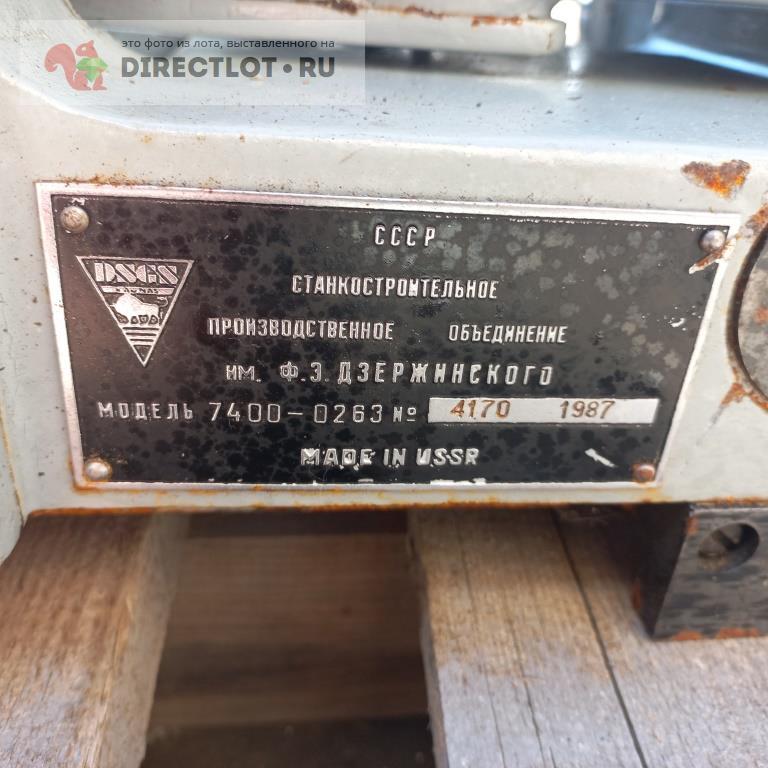 это фото из лота, выставленного на
DIRECTLOT.RU
СССР
DSGS
KAUNAS
СТАНКОСТРОИТЕЛЬНОЕ
ПРОИЗВОДСТВЕННОЕ ОБЪЕДИНЕНИЕ
ИМ. Ф.Э. ДЗЕРЖИНСКОГО
МОДЕЛЬ 7400-0263 № 4170 1987
MADE IN USSR